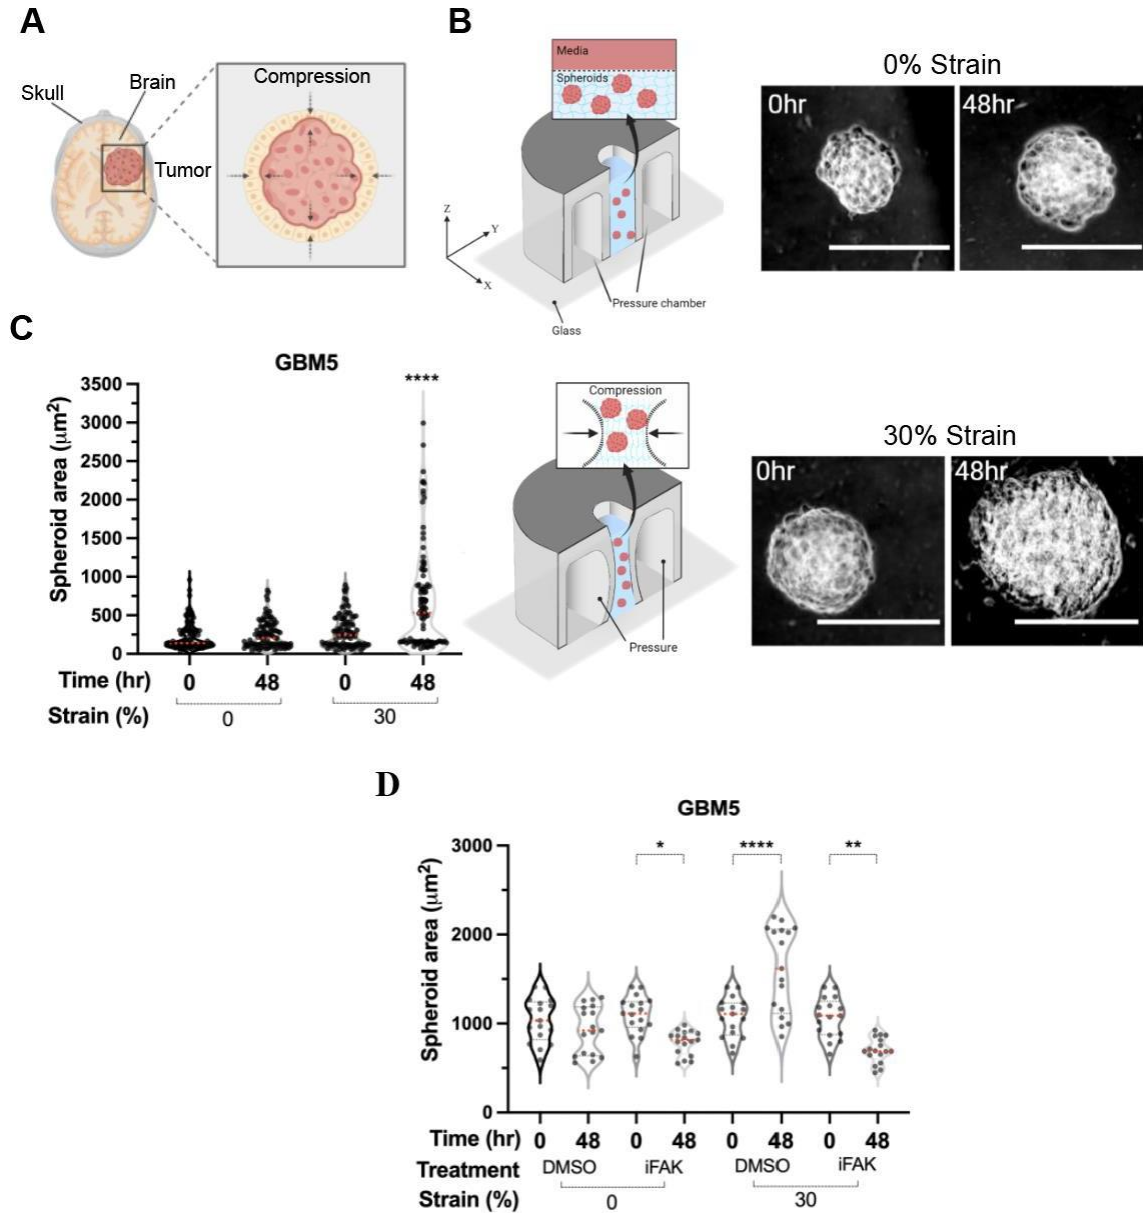 A
Skull
Brain
Tumor
Compression
B
Media
Spheroids
Z
Y
X
Pressure chamber
Glass
0% Strain
0hr
48hr
C
GBM5
****
Spheroid area (μm²)
3500
3000
2500
2000
1500
1000
500
0
Time (hr) 0 48 0 48
Strain (%) 0 30
Compression
Pressure
30% Strain
0hr
48hr
D
GBM5
* **** **
Spheroid area (μm²)
3000
2000
1000
0
Time (hr) 0 48 0 48 0 48 0 48
Treatment DMSO iFAK DMSO iFAK
Strain (%) 0 30